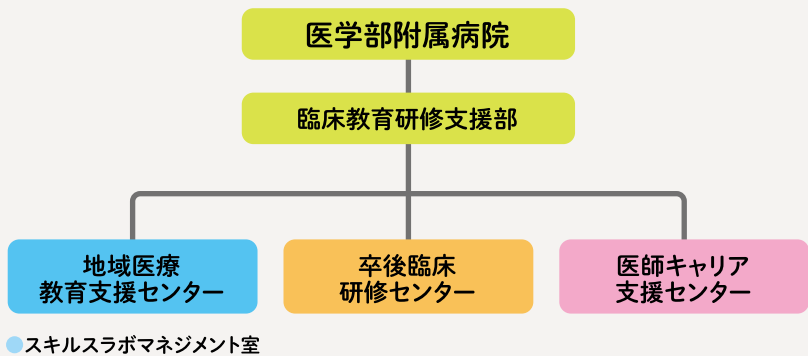 医学部附属病院
臨床教育研修支援部
地域医療
教育支援センター
卒後臨床
研修センター
医師キャリア
支援センター
スキルスラボマネジメント室